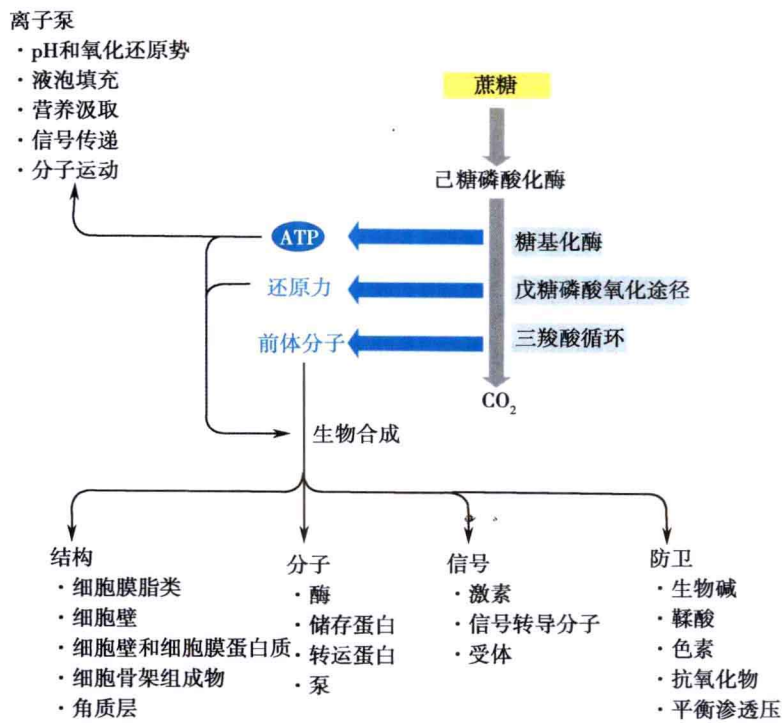 离子泵
· pH和氧化还原势
· 液泡填充
· 营养汲取
· 信号传递
· 分子运动
蔗糖
己糖磷酸化酶
ATP
糖基化酶
还原力
戊糖磷酸氧化途径
前体分子
三羧酸循环
CO₂
生物合成
结构
· 细胞膜脂类
· 细胞壁
· 细胞壁和细胞膜蛋白质
· 细胞骨架组成物
· 角质层
分子
· 酶
· 储存蛋白
· 转运蛋白
· 泵
信号
· 激素
· 信号转导分子
· 受体
防卫
· 生物碱
· 鞣酸
· 色素
· 抗氧化物
· 平衡渗透压